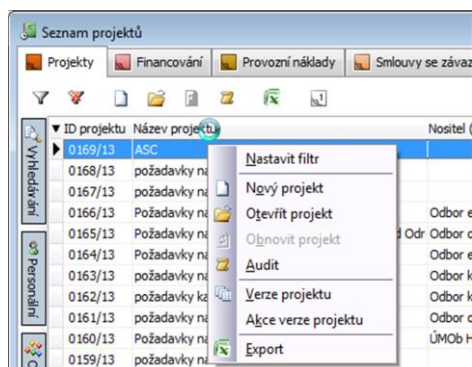 Seznam projektů
Projekty Financování Provozní náklady Smlouvy se závaz
ID projektu Název projektu Nositel (
0169/13 ASC
0168/13 požadavky na
0167/13 požadavky na
0166/13 Požadavky na Odbor e
0165/13 Požadavky na Odr Odbor d
0164/13 Požadavky na Odbor e
0163/13 Požadavky na Odbor k
0162/13 požadavky ka Odbor k
0161/13 požadavky na Odbor d
0160/13 Požadavky na ÚMOb H
0159/13 požadavky na
Vyhledávání
Personální
Nastavit filtr
Nový projekt
Otevřít projekt
Obnovit projekt
Audit
Verze projektu
Akce verze projektu
Export